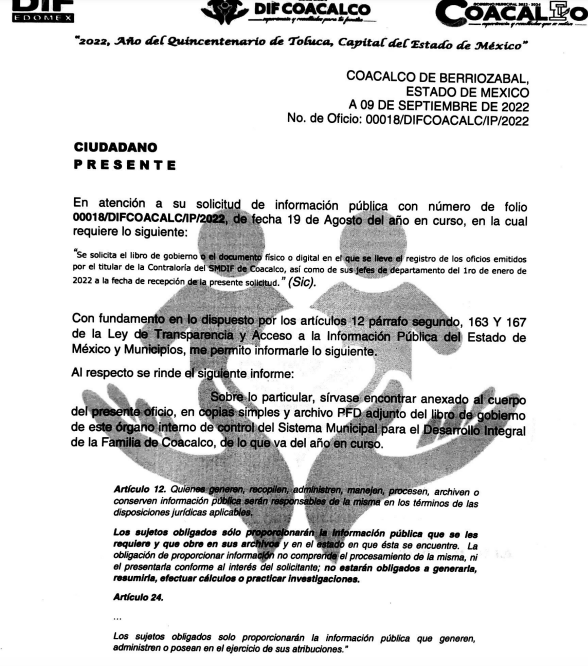 DIF
EDOMEX
DIF COACALCO
COACALCO
"2022, Año del Quincentenario de Toluca, Capital del Estado de México"
COACALCO DE BERRIOZABAL,
ESTADO DE MEXICO
A 09 DE SEPTIEMBRE DE 2022
No. de Oficio: 00018/DIFCOACALC/IP/2022
CIUDADANO
P R E S E N T E
En atención a su solicitud de información pública con número de folio
00018/DIFCOACALC/IP/2022, de fecha 19 de Agosto del año en curso, en la cual
requiere lo siguiente:
"Se solicita el libro de gobierno o el documento físico o digital en el que se lleve el registro de los oficios emitidos
por el titular de la Contraloría del SMDIF de Coacalco, así como de sus jefes de departamento del 1ro de enero de
2022 a la fecha de recepción de la presente solicitud." (Sic).
Con fundamento en lo dispuesto por los artículos 12 párrafo segundo, 163 Y 167
de la Ley de Transparencia y Acceso a la Información Pública del Estado de
México y Municipios, me permito informarle lo siguiente.
Al respecto se rinde el siguiente informe:
Sobre lo particular, sírvase encontrar anexado al cuerpo
del presente oficio, en copias simples y archivo PFD adjunto del libro de gobierno
de este órgano interno de control del Sistema Municipal para el Desarrollo Integral
de la Familia de Coacalco, de lo que va del año en curso.
Artículo 12. Quienes generen, recopilen, administren, manejen, procesen, archiven o
conserven información pública serán responsables de la misma en los términos de las
disposiciones jurídicas aplicables.
Los sujetos obligados sólo proporcionarán la información pública que se les
requiere y que obre en sus archivos y en el estado en que ésta se encuentre. La
obligación de proporcionar información no comprende el procesamiento de la misma, ni
el presentarla conforme al interés del solicitante; no estarán obligados a generarla,
resumirla, efectuar cálculos o practicar investigaciones.
Artículo 24.
...
Los sujetos obligados solo proporcionarán la información pública que generen,
administren o posean en el ejercicio de sus atribuciones."